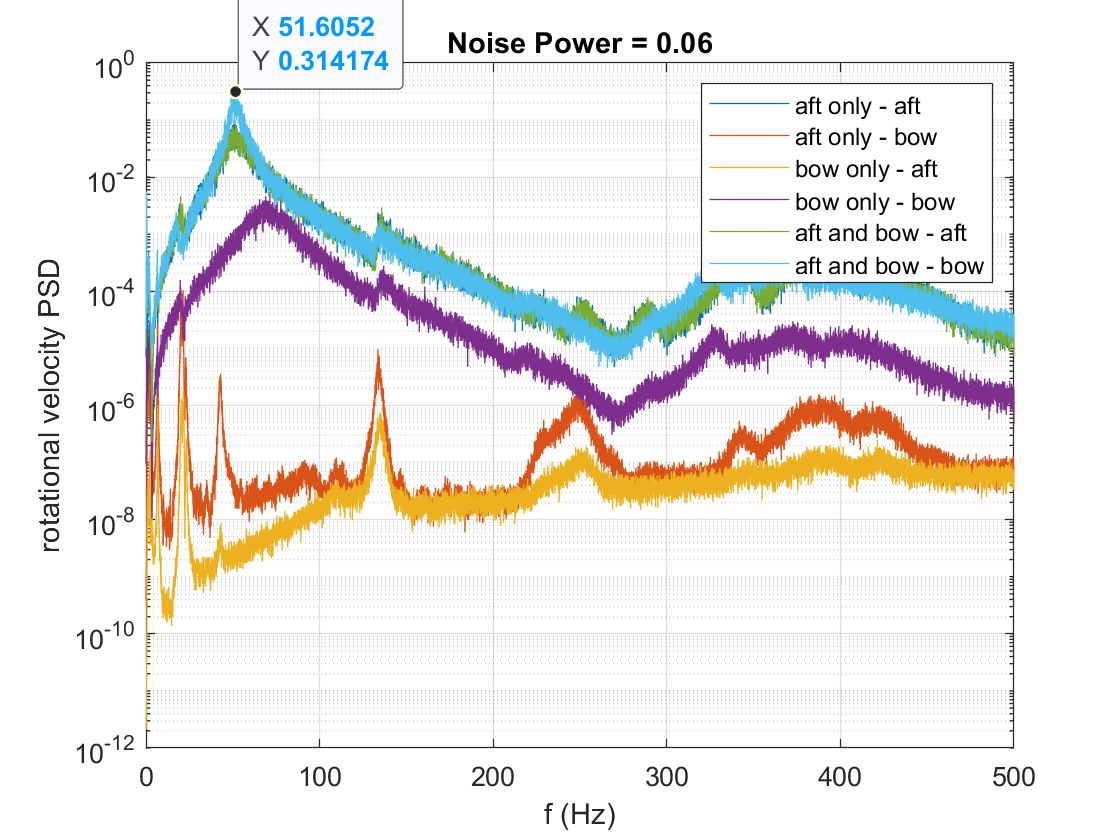 X 51.6052
Y 0.314174
Noise Power = 0.06
10^0
10^-2
10^-4
10^-6
10^-8
10^-10
10^-12
rotational velocity PSD
aft only - aft
aft only - bow
bow only - aft
bow only - bow
aft and bow - aft
aft and bow - bow
0 100 200 300 400 500
f (Hz)